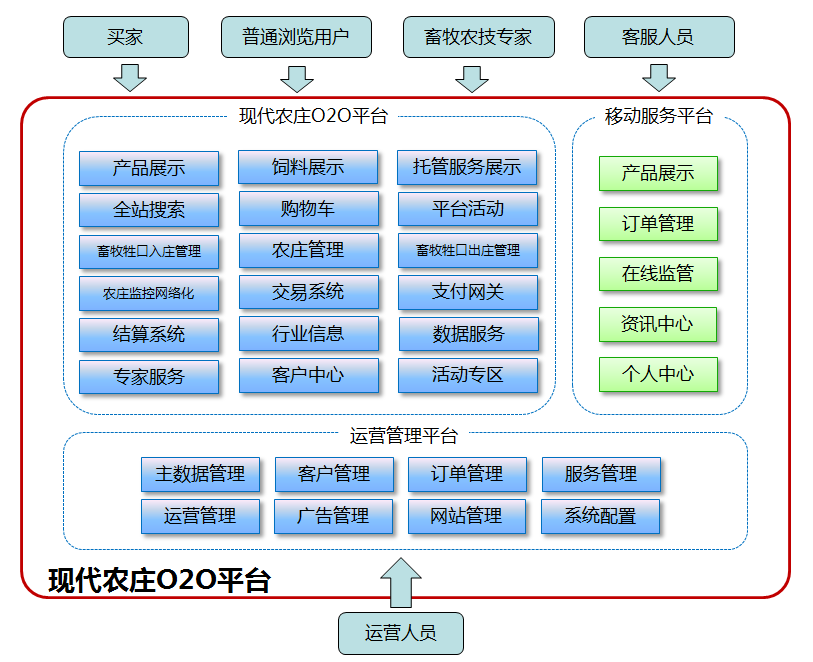 买家
普通浏览用户
畜牧农技专家
客服人员
现代农庄O2O平台
产品展示
饲料展示
托管服务展示
全站搜索
购物车
平台活动
畜牧牲口入庄管理
农庄管理
畜牧牲口出庄管理
农庄监控网络化
交易系统
支付网关
结算系统
行业信息
数据服务
专家服务
客户中心
活动专区
移动服务平台
产品展示
订单管理
在线监管
资讯中心
个人中心
运营管理平台
主数据管理
客户管理
订单管理
服务管理
运营管理
广告管理
网站管理
系统配置
现代农庄O2O平台
运营人员